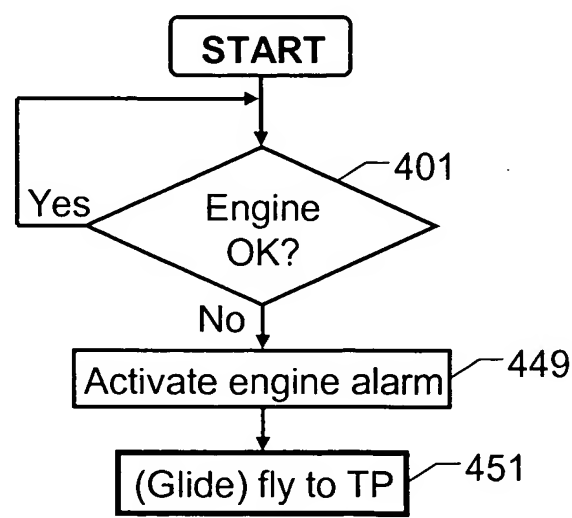 START
401
Yes
Engine
OK?
No
Activate engine alarm
449
(Glide) fly to TP
451